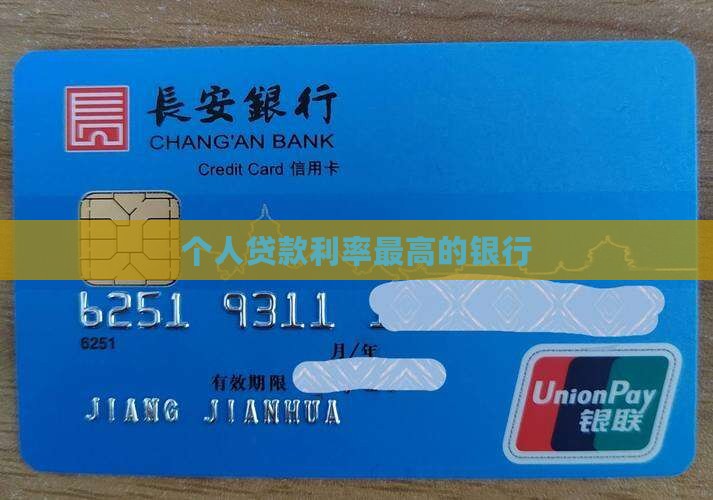 長安銀行
CHANG'AN BANK
Credit Card 信用卡
个人贷款利率最高的银行
6251 9311 1
6251
月/年
有效期限
JIANG JIANHUA
UnionPay
银联